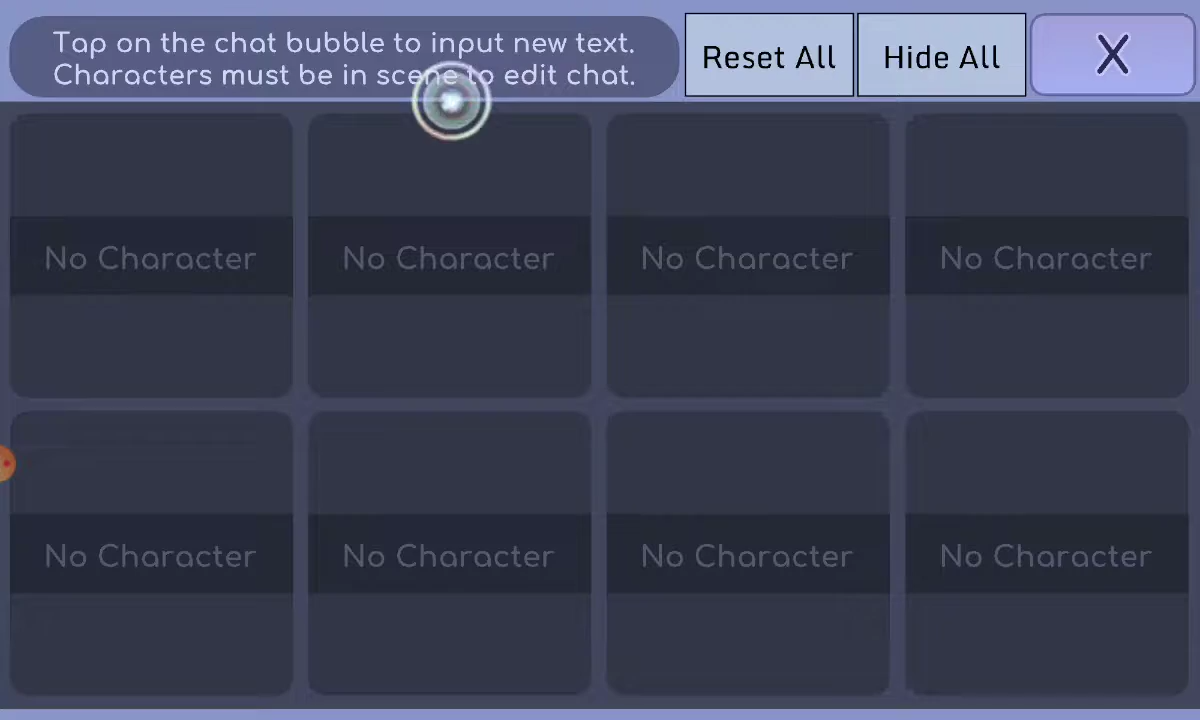 Tap on the chat bubble to input new text.
Characters must be in scene to edit chat.
Reset All
Hide All
X
No Character
No Character
No Character
No Character
No Character
No Character
No Character
No Character